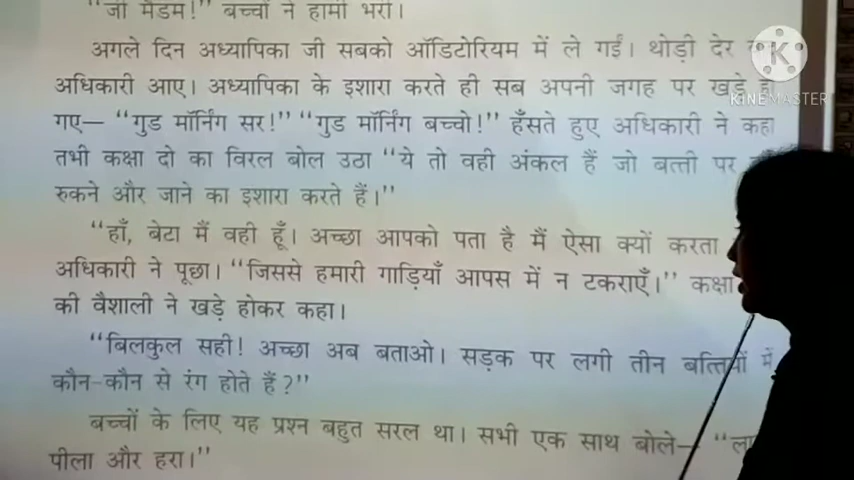 “जी मैडम!” बच्चों ने हामी भरी।
अगले दिन अध्यापिका जी सबको ऑडिटोरियम में ले गईं। थोड़ी देर
अधिकारी आए। अध्यापिका के इशारा करते ही सब अपनी जगह पर खड़े हो
गए— “गुड मॉर्निंग सर!” “गुड मॉर्निंग बच्चो!” हँसते हुए अधिकारी ने कहा
तभी कक्षा दो का विरल बोल उठा “ये तो वही अंकल हैं जो बत्ती पर
रुकने और जाने का इशारा करते हैं।”
“हाँ, बेटा मैं वही हूँ। अच्छा आपको पता है मैं ऐसा क्यों करता
अधिकारी ने पूछा। “जिससे हमारी गाड़ियाँ आपस में न टकराएँ।” कक्षा
की वैशाली ने खड़े होकर कहा।
“बिलकुल सही! अच्छा अब बताओ। सड़क पर लगी तीन बत्तियों में
कौन-कौन से रंग होते हैं?”
बच्चों के लिए यह प्रश्न बहुत सरल था। सभी एक साथ बोले— “
पीला और हरा।”
KINEMASTER